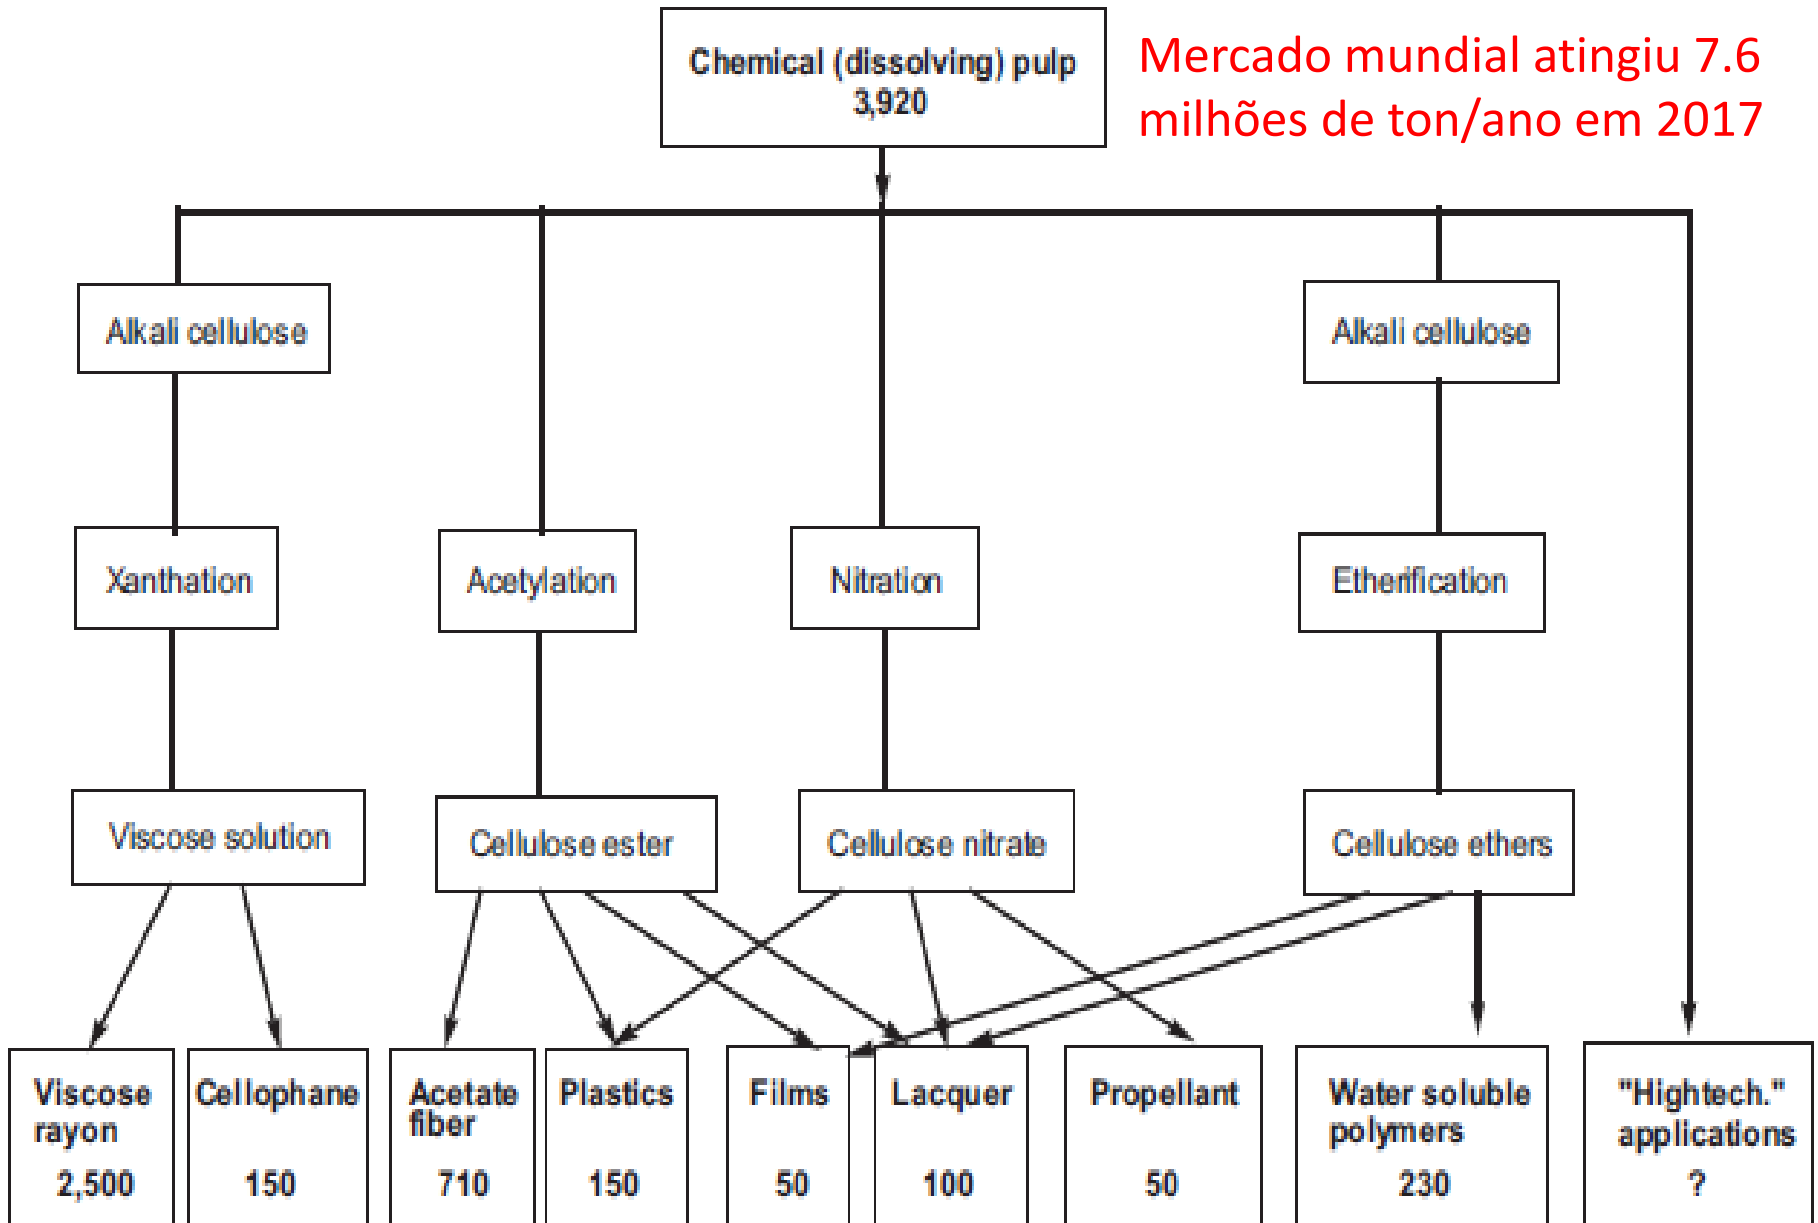 Chemical (dissolving) pulp
3,920
Mercado mundial atingiu 7.6
milhões de ton/ano em 2017
Alkali cellulose
Alkali cellulose
Xanthation
Acetylation
Nitration
Etherification
Viscose solution
Cellulose ester
Cellulose nitrate
Cellulose ethers
Viscose
rayon
2,500
Cellophane
150
Acetate
fiber
710
Plastics
150
Films
50
Lacquer
100
Propellant
50
Water soluble
polymers
230
"Hightech."
applications
?